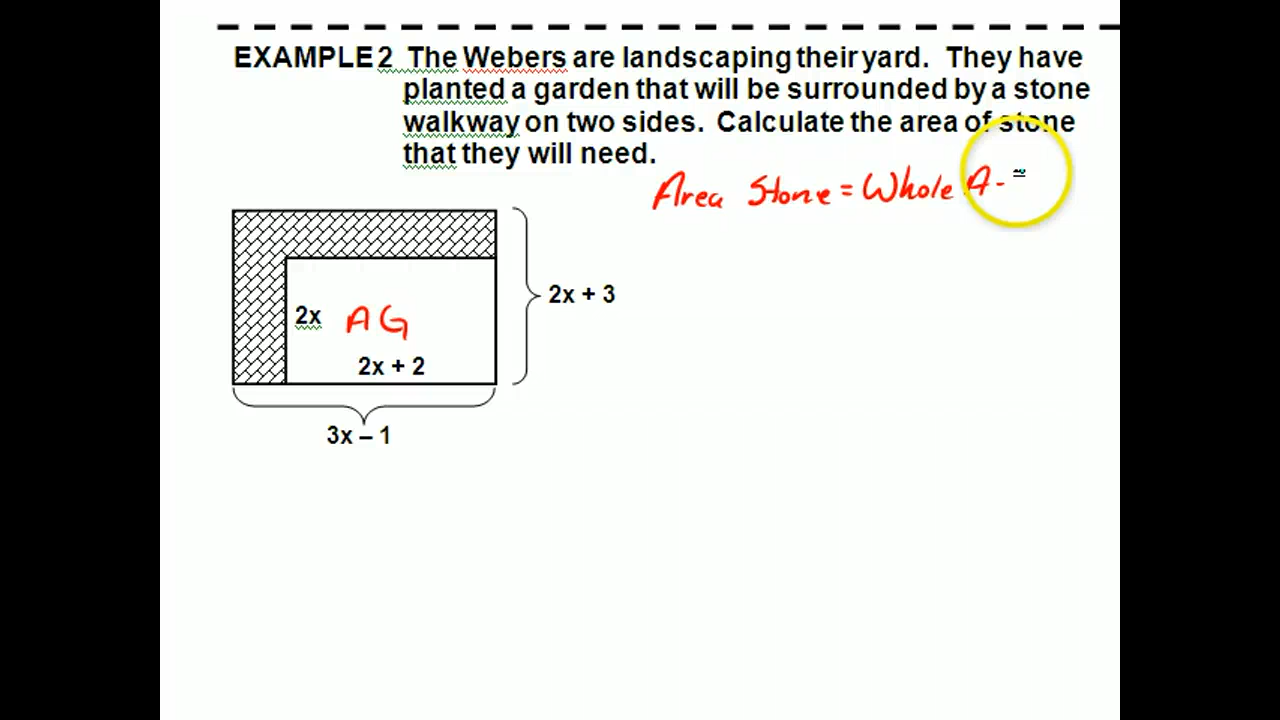 EXAMPLE 2 The Webers are landscaping their yard. They have
planted a garden that will be surrounded by a stone
walkway on two sides. Calculate the area of stone
that they will need.
Area Stone = Whole A -
2x + 3
2x AG
2x + 2
3x – 1